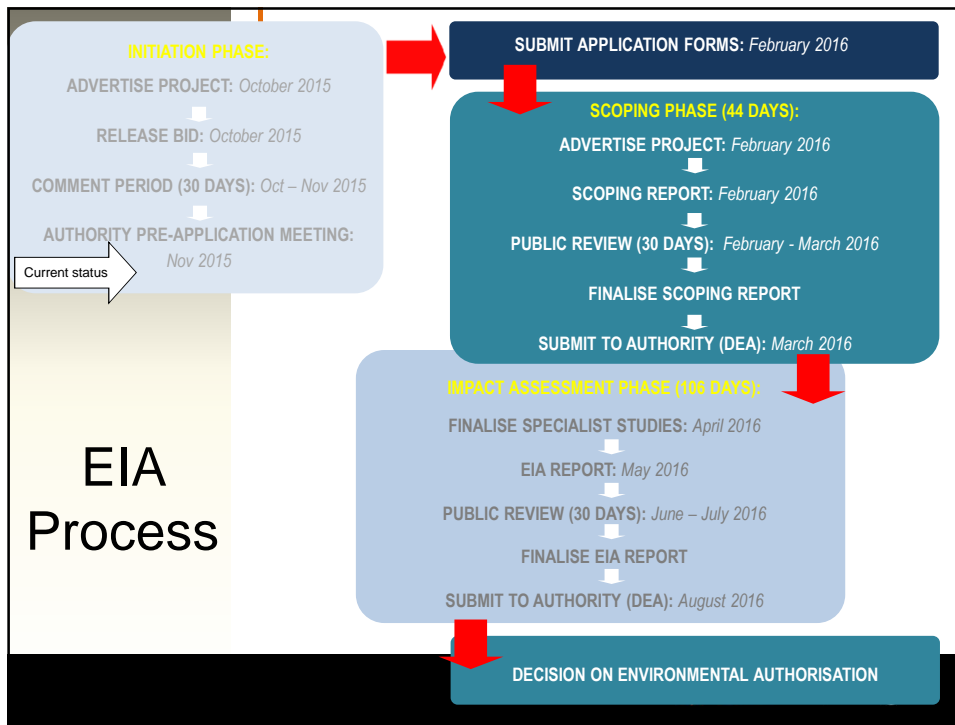 INITIATION PHASE:
ADVERTISE PROJECT: October 2015
RELEASE BID: October 2015
COMMENT PERIOD (30 DAYS): Oct – Nov 2015
AUTHORITY PRE-APPLICATION MEETING:
Nov 2015
Current status
SUBMIT APPLICATION FORMS: February 2016
SCOPING PHASE (44 DAYS):
ADVERTISE PROJECT: February 2016
SCOPING REPORT: February 2016
PUBLIC REVIEW (30 DAYS): February - March 2016
FINALISE SCOPING REPORT
SUBMIT TO AUTHORITY (DEA): March 2016
IMPACT ASSESSMENT PHASE (106 DAYS):
FINALISE SPECIALIST STUDIES: April 2016
EIA REPORT: May 2016
PUBLIC REVIEW (30 DAYS): June – July 2016
FINALISE EIA REPORT
SUBMIT TO AUTHORITY (DEA): August 2016
EIA
Process
DECISION ON ENVIRONMENTAL AUTHORISATION